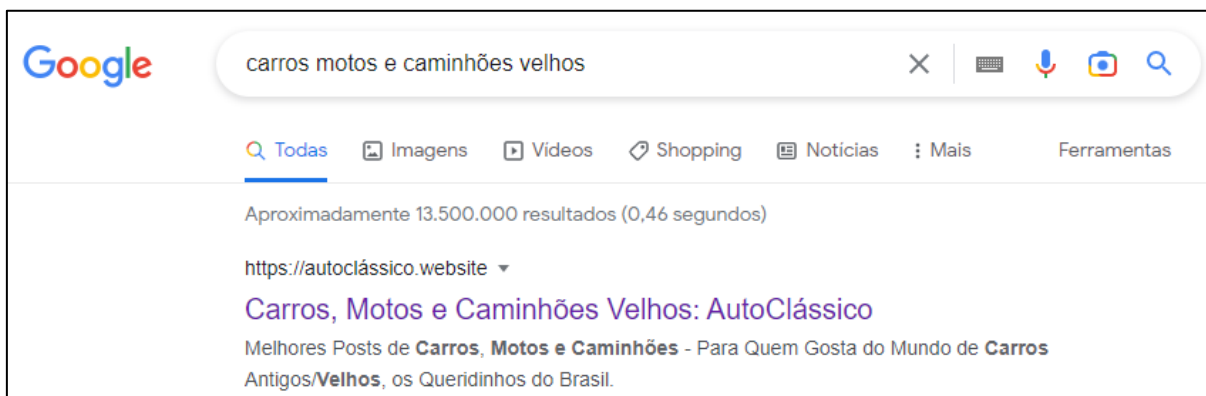 Google
carros motos e caminhões velhos
Todas Imagens Vídeos Shopping Notícias Mais Ferramentas
Aproximadamente 13.500.000 resultados (0,46 segundos)
https://autoclássico.website
Carros, Motos e Caminhões Velhos: AutoClássico
Melhores Posts de Carros, Motos e Caminhões - Para Quem Gosta do Mundo de Carros
Antigos/Velhos, os Queridinhos do Brasil.